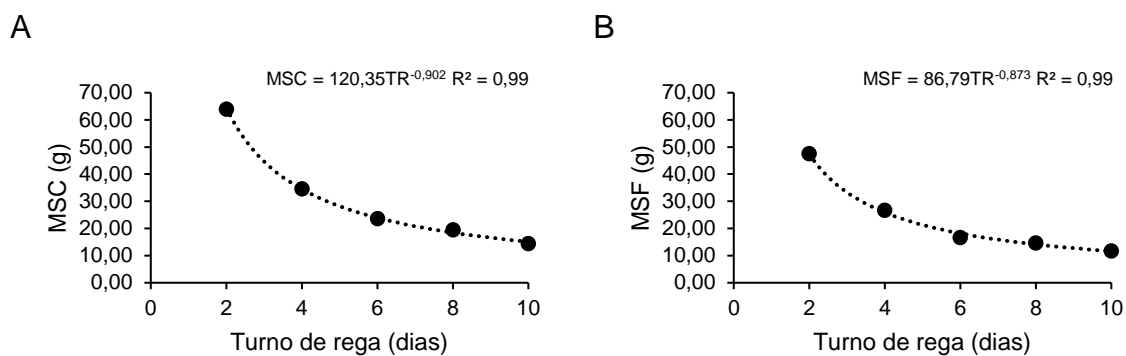 A
MSC = 120,35TR-0,902 R² = 0,99
70,00
60,00
50,00
40,00
30,00
20,00
10,00
0,00
MSC (g)
0 2 4 6 8 10
Turno de rega (dias)
B
MSF = 86,79TR-0,873 R² = 0,99
70,00
60,00
50,00
40,00
30,00
20,00
10,00
0,00
MSF (g)
0 2 4 6 8 10
Turno de rega (dias)